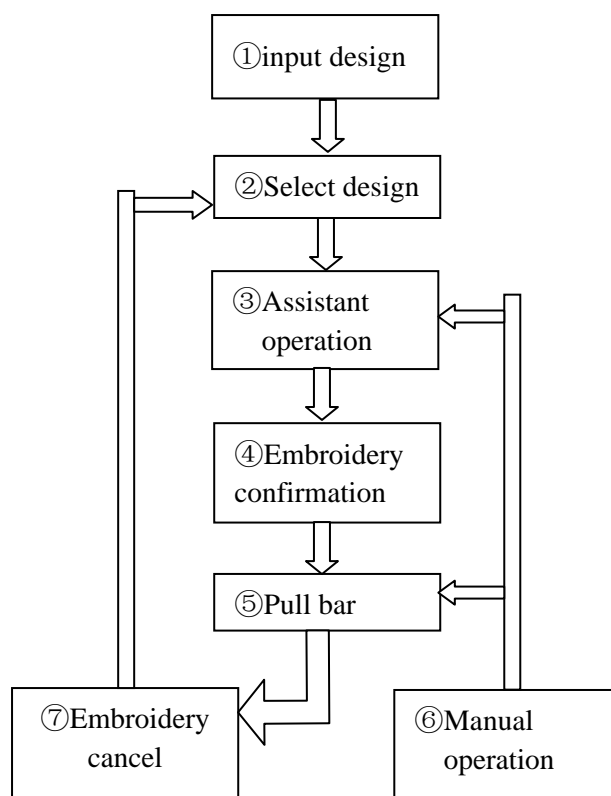 ①input design
②Select design
③Assistant
operation
④Embroidery
confirmation
⑤Pull bar
⑦Embroidery
cancel
⑥Manual
operation